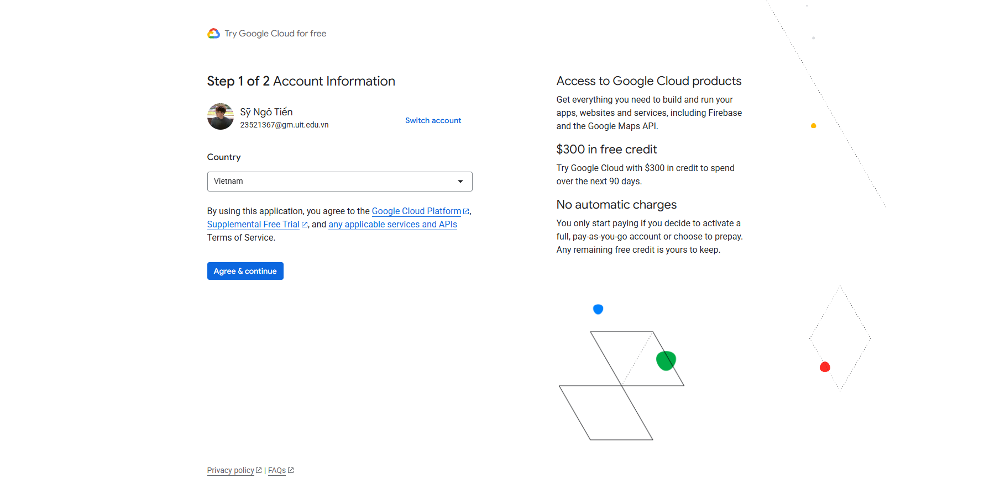 Try Google Cloud for free
Step 1 of 2 Account Information
Sỹ Ngô Tiến
23521367@gm.uit.edu.vn
Switch account
Country
Vietnam
By using this application, you agree to the Google Cloud Platform,
Supplemental Free Trial, and any applicable services and APIs
Terms of Service.
Agree & continue
Access to Google Cloud products
Get everything you need to build and run your
apps, websites and services, including Firebase
and the Google Maps API.
$300 in free credit
Try Google Cloud with $300 in credit to spend
over the next 90 days.
No automatic charges
You only start paying if you decide to activate a
full, pay-as-you-go account or choose to prepay.
Any remaining free credit is yours to keep.
Privacy policy | FAQs